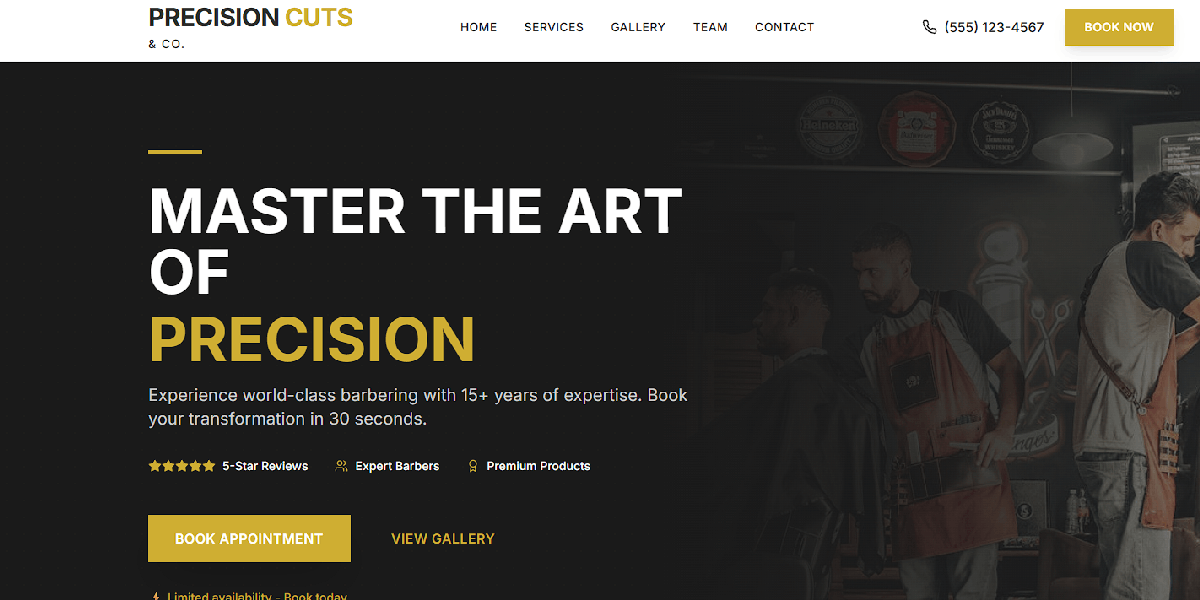 PRECISION CUTS
& CO.
HOME SERVICES GALLERY TEAM CONTACT
(555) 123-4567
BOOK NOW
Heineken
Budweiser
MASTER THE ART
OF
PRECISION
Experience world-class barbering with 15+ years of expertise. Book
your transformation in 30 seconds.
5-Star Reviews Expert Barbers Premium Products
BOOK APPOINTMENT VIEW GALLERY
Limited availability - Book today